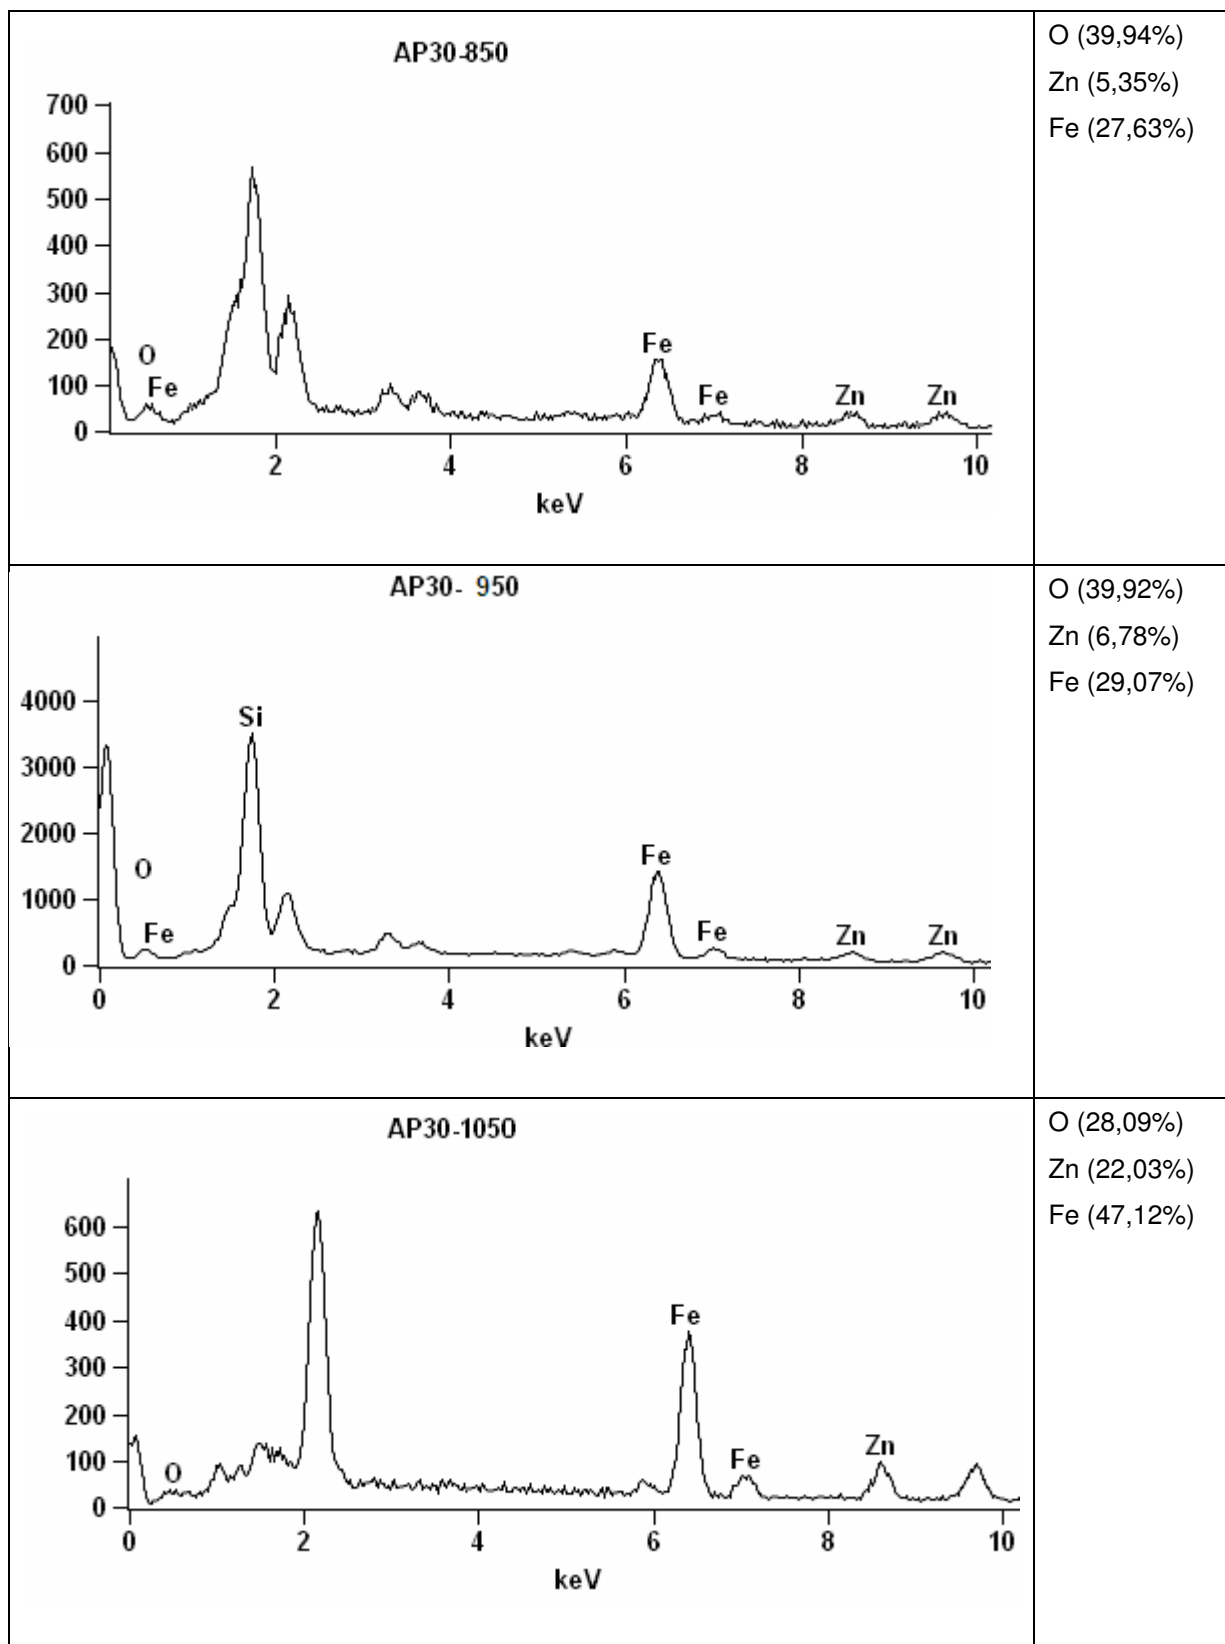 AP30-850
700
600
500
400
300
200
100
0
O
Fe
Fe
Fe
Zn
Zn
2
4
6
8
10
keV
O (39,94%)
Zn (5,35%)
Fe (27,63%)
AP30- 950
4000
3000
2000
1000
0
Si
O
Fe
Fe
Fe
Zn
Zn
0
2
4
6
8
10
keV
O (39,92%)
Zn (6,78%)
Fe (29,07%)
AP30-1050
600
500
400
300
200
100
0
O
Fe
Fe
Zn
0
2
4
6
8
10
keV
O (28,09%)
Zn (22,03%)
Fe (47,12%)